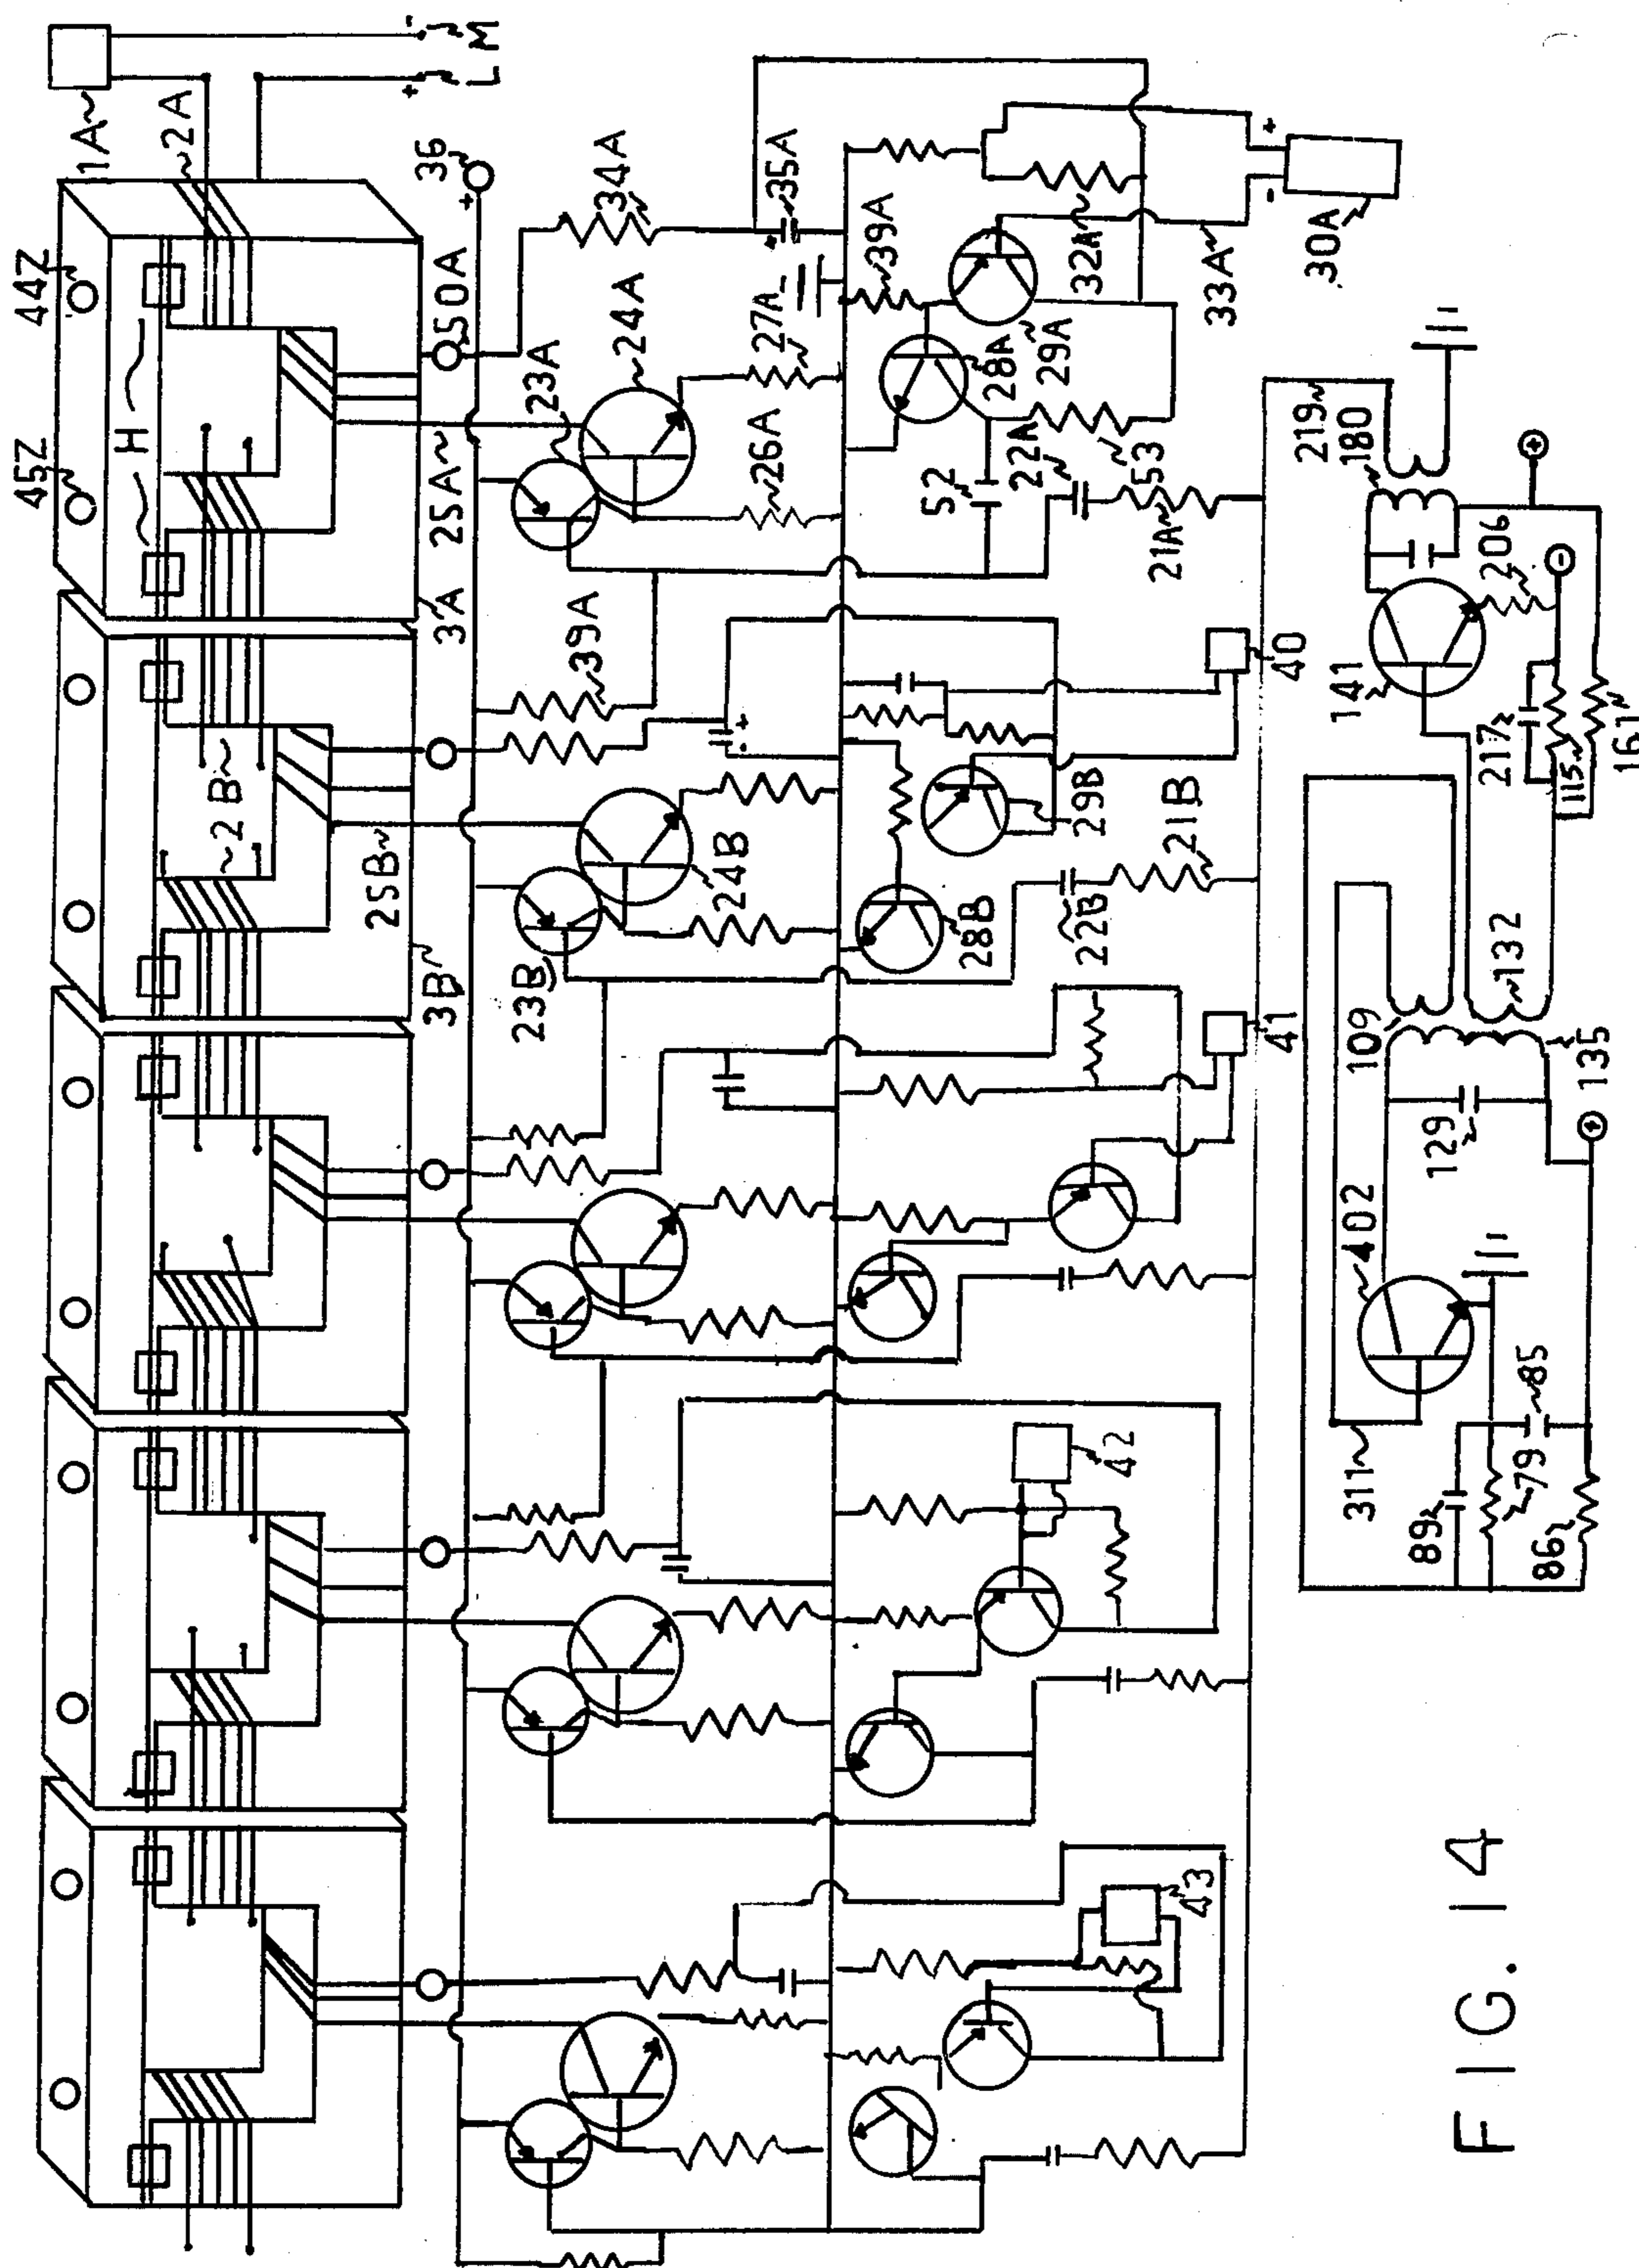 44Z
45Z
H
1A
2A
- M
+ L
36
+
50A
3A
25A
34A
35A
+
23A
24A
27A
26A
39A
39A
28A
29A
32A
33A
+
-
30A
52
22A
53
21A
2B
25B
3B
23B
24B
28B
29B
22B
21B
40
41
42
43
219
180
+
206
-
141
217
115
161
109
132
135
+
129
402
311
89
79
85
86
FIG. 14